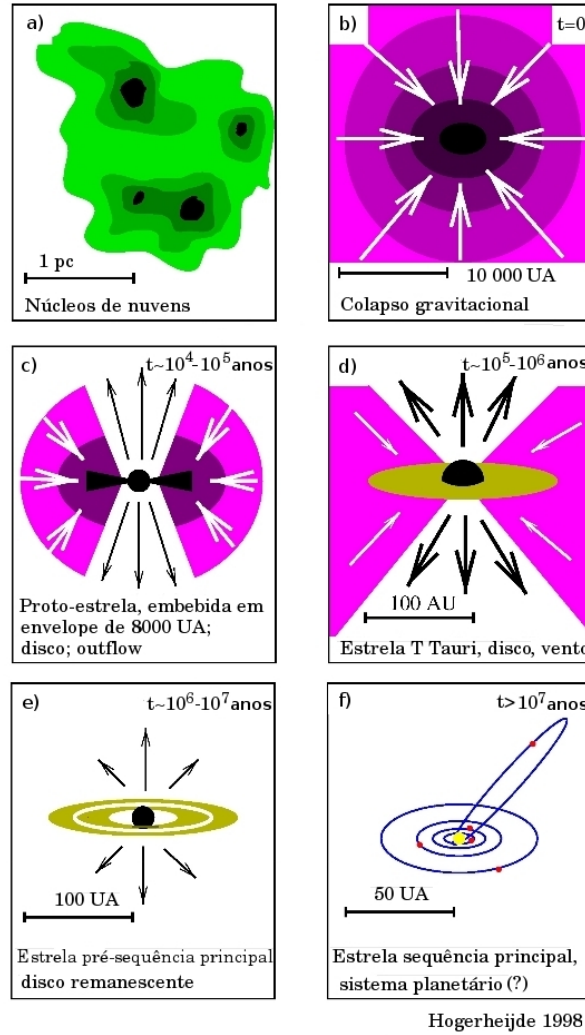 a)
1 pc
Núcleos de nuvens
b)
t=0
10 000 UA
Colapso gravitacional
c)
t~10⁴-10⁵anos
Proto-estrela, embebida em
envelope de 8000 UA;
disco; outflow
d)
t~10⁵-10⁶anos
100 AU
Estrela T Tauri, disco, vento
e)
t~10⁶-10⁷anos
100 UA
Estrela pré-sequência principal
disco remanescente
f)
t>10⁷anos
50 UA
Estrela sequência principal,
sistema planetário (?)
Hogerheijde 1998